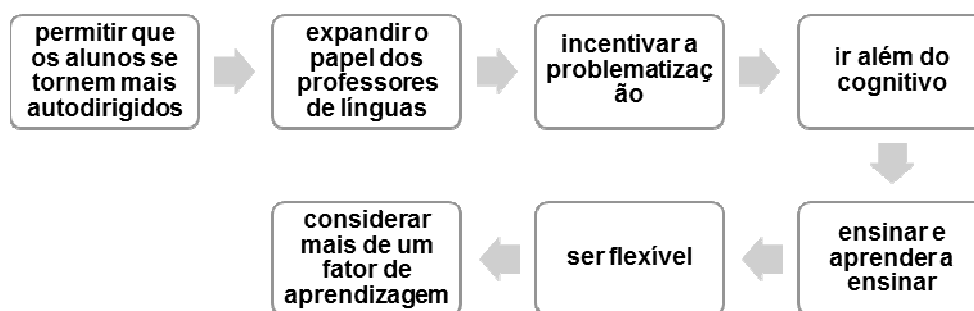 permitir que
os alunos se
tornem mais
autodirigidos
expandir o
papel dos
professores
de línguas
incentivar a
problematizaç
ão
ir além do
cognitivo
ensinar e
aprender a
ensinar
ser flexível
considerar
mais de um
fator de
aprendizagem